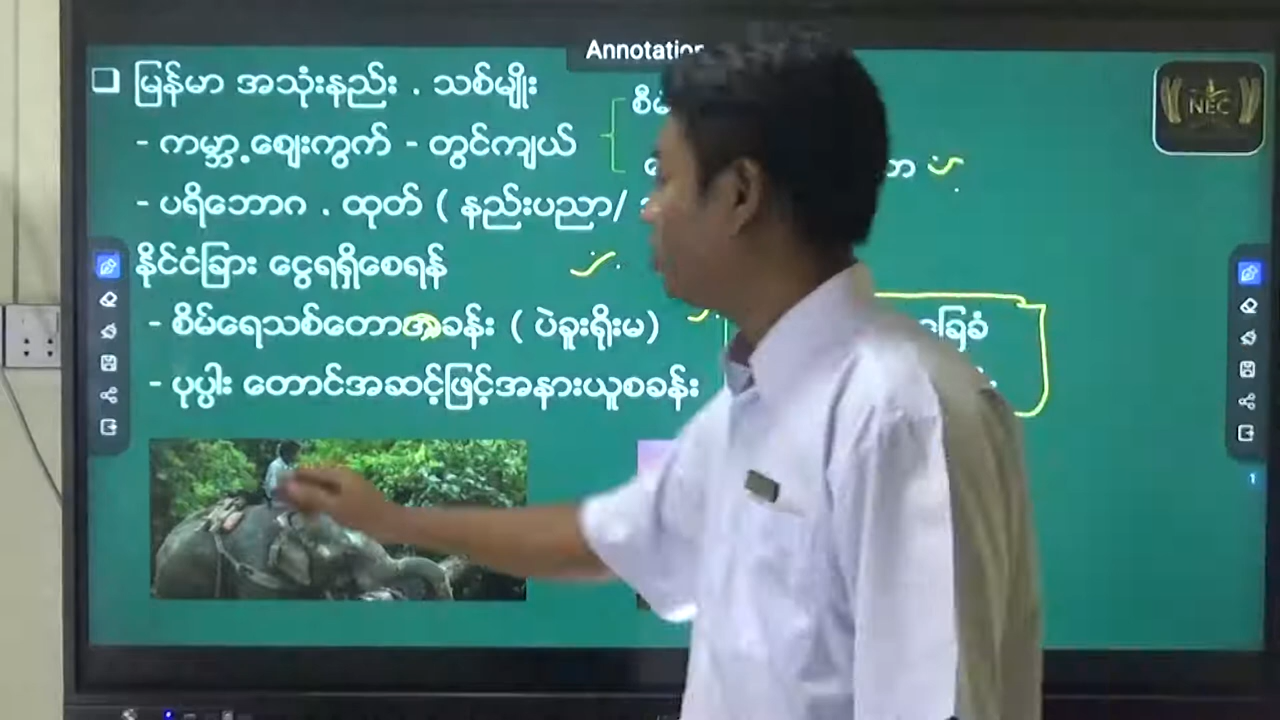 Annotation
မြန်မာ အသုံးနည်း . သစ်မျိုး
- ကမ္ဘာ့ဈေးကွက် - တွင်ကျယ်
- ပရိဘောဂ . ထုတ် ( နည်းပညာ/
နိုင်ငံခြား ငွေရရှိစေရန်
- စိမ်ရေသစ်တောအခန်း ( ပဲခူးရိုးမ)
- ပုပ္ပါး တောင်အဆင့်ဖြင့်အနားယူစခန်း
NEC
1